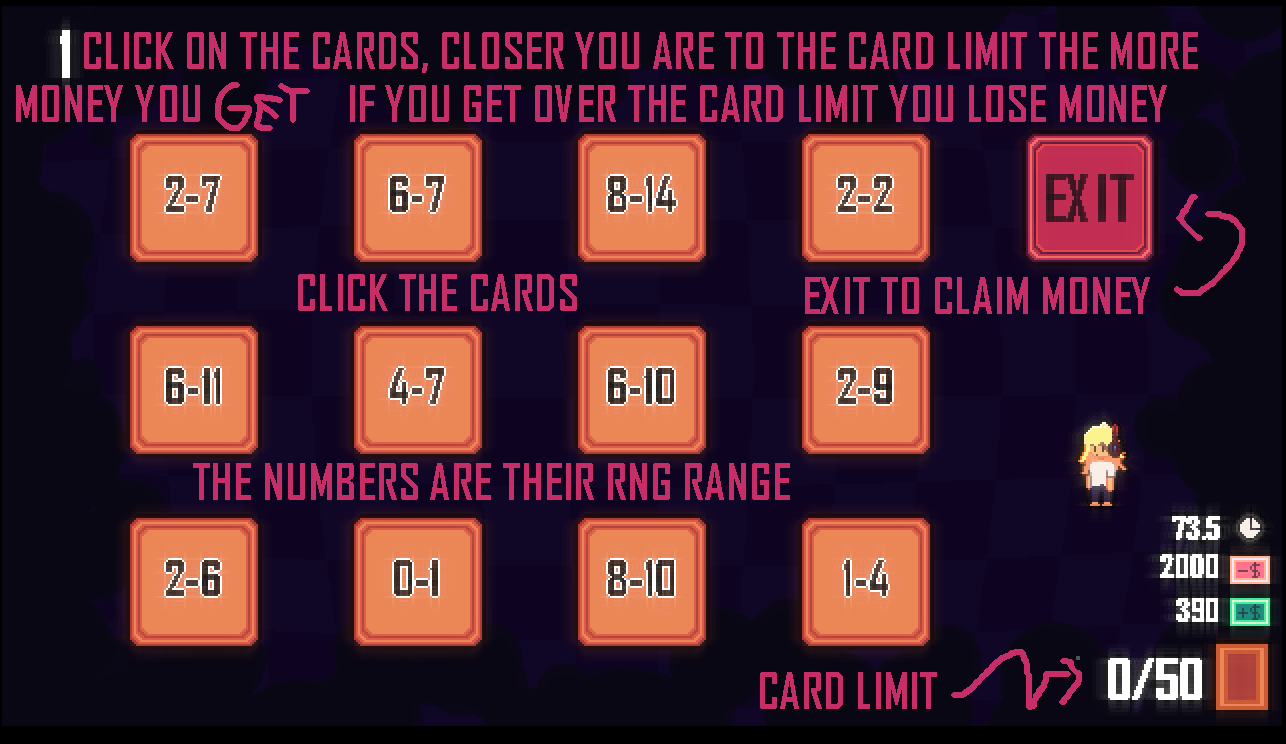 1 CLICK ON THE CARDS, CLOSER YOU ARE TO THE CARD LIMIT THE MORE
MONEY YOU GET IF YOU GET OVER THE CARD LIMIT YOU LOSE MONEY
2-7 6-7 8-14 2-2 EXIT
CLICK THE CARDS EXIT TO CLAIM MONEY
6-11 4-7 6-10 2-9
THE NUMBERS ARE THEIR RNG RANGE
73.5
2000 -$
2-6 0-1 8-10 1-4
390 +$
CARD LIMIT 0/50